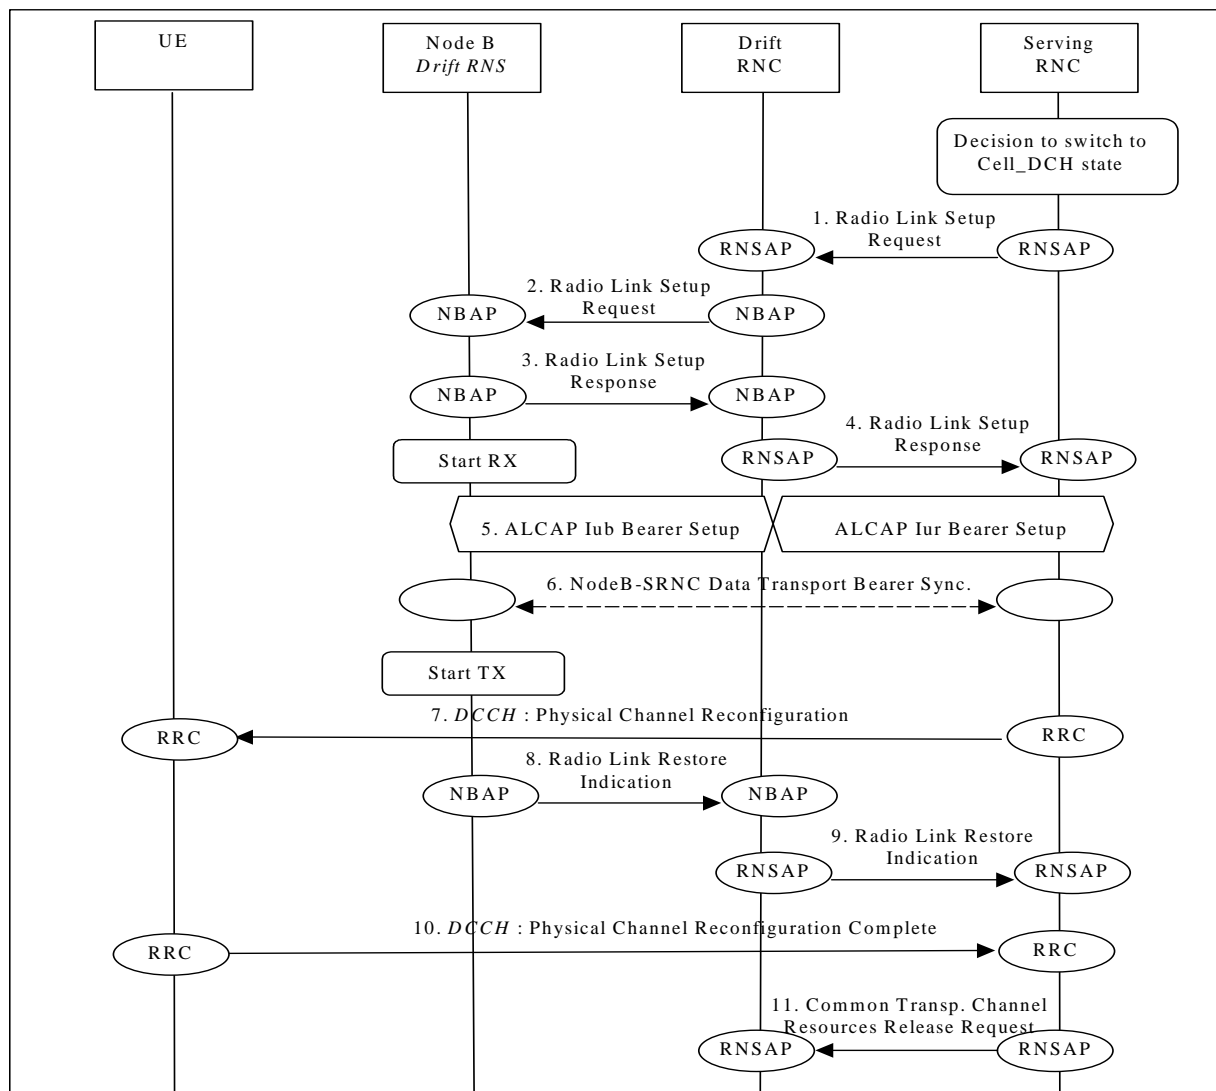 UE
Node B
Drift RNS
Drift
RNC
Serving
RNC
Decision to switch to
Cell_DCH state
1. Radio Link Setup
Request
RNSAP
RNSAP
2. Radio Link Setup
Request
NBAP
NBAP
3. Radio Link Setup
Response
NBAP
NBAP
4. Radio Link Setup
Response
Start RX
RNSAP
RNSAP
5. ALCAP Iub Bearer Setup
ALCAP Iur Bearer Setup
6. NodeB-SRNC Data Transport Bearer Sync.
Start TX
7. DCCH : Physical Channel Reconfiguration
RRC
RRC
8. Radio Link Restore
Indication
NBAP
NBAP
9. Radio Link Restore
Indication
RNSAP
RNSAP
10. DCCH : Physical Channel Reconfiguration Complete
RRC
RRC
11. Common Transp. Channel
Resources Release Request
RNSAP
RNSAP